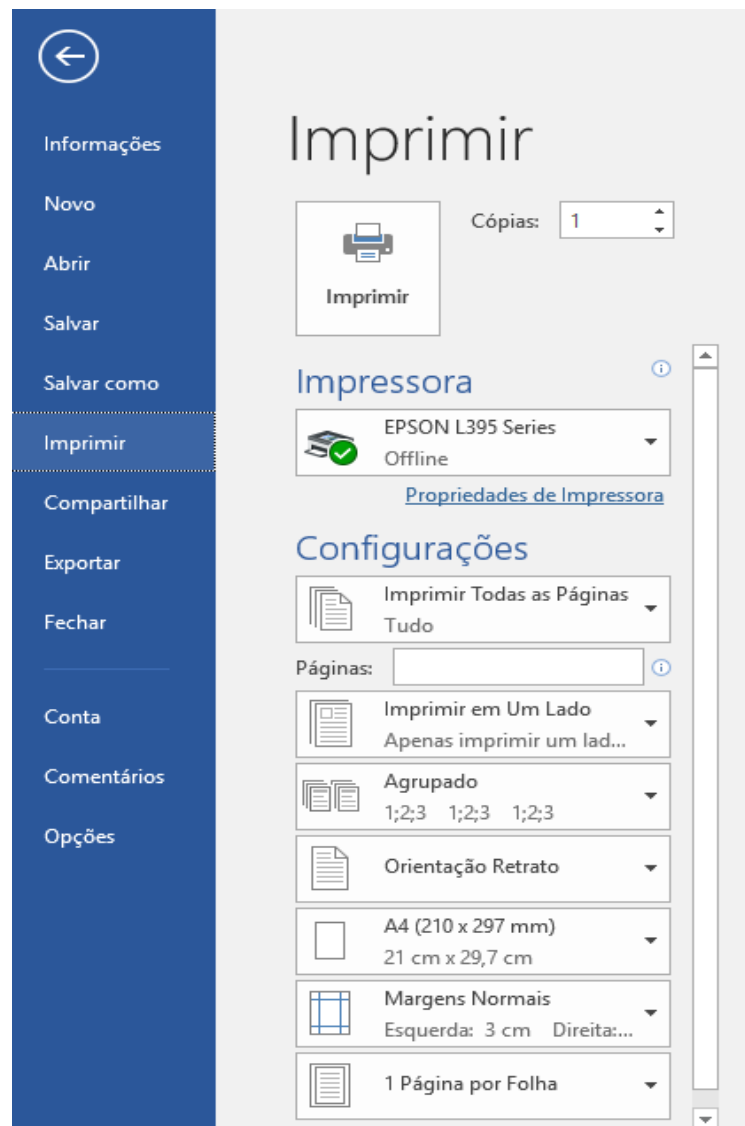 Informações
Novo
Abrir
Salvar
Salvar como
Imprimir
Compartilhar
Exportar
Fechar
Conta
Comentários
Opções
Imprimir
Imprimir
Cópias: 1
Impressora
EPSON L395 Series
Offline
Propriedades de Impressora
Configurações
Imprimir Todas as Páginas
Tudo
Páginas:
Imprimir em Um Lado
Apenas imprimir um lad...
Agrupado
1;2;3 1;2;3 1;2;3
Orientação Retrato
A4 (210 x 297 mm)
21 cm x 29,7 cm
Margens Normais
Esquerda: 3 cm Direita:...
1 Página por Folha